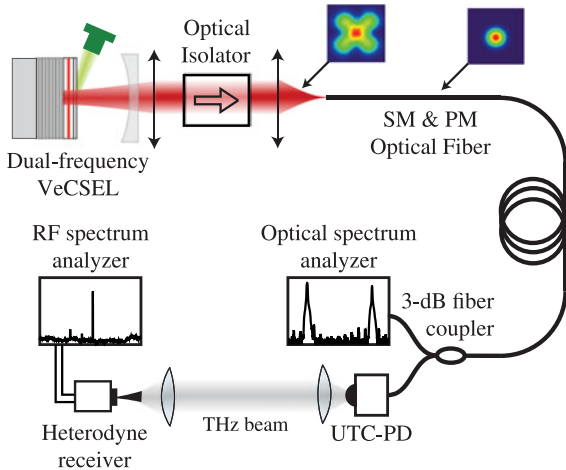 Optical
Isolator
SM & PM
Optical Fiber
Dual-frequency
VeCSEL
RF spectrum
analyzer
Optical spectrum
analyzer
3-dB fiber
coupler
THz beam
UTC-PD
Heterodyne
receiver